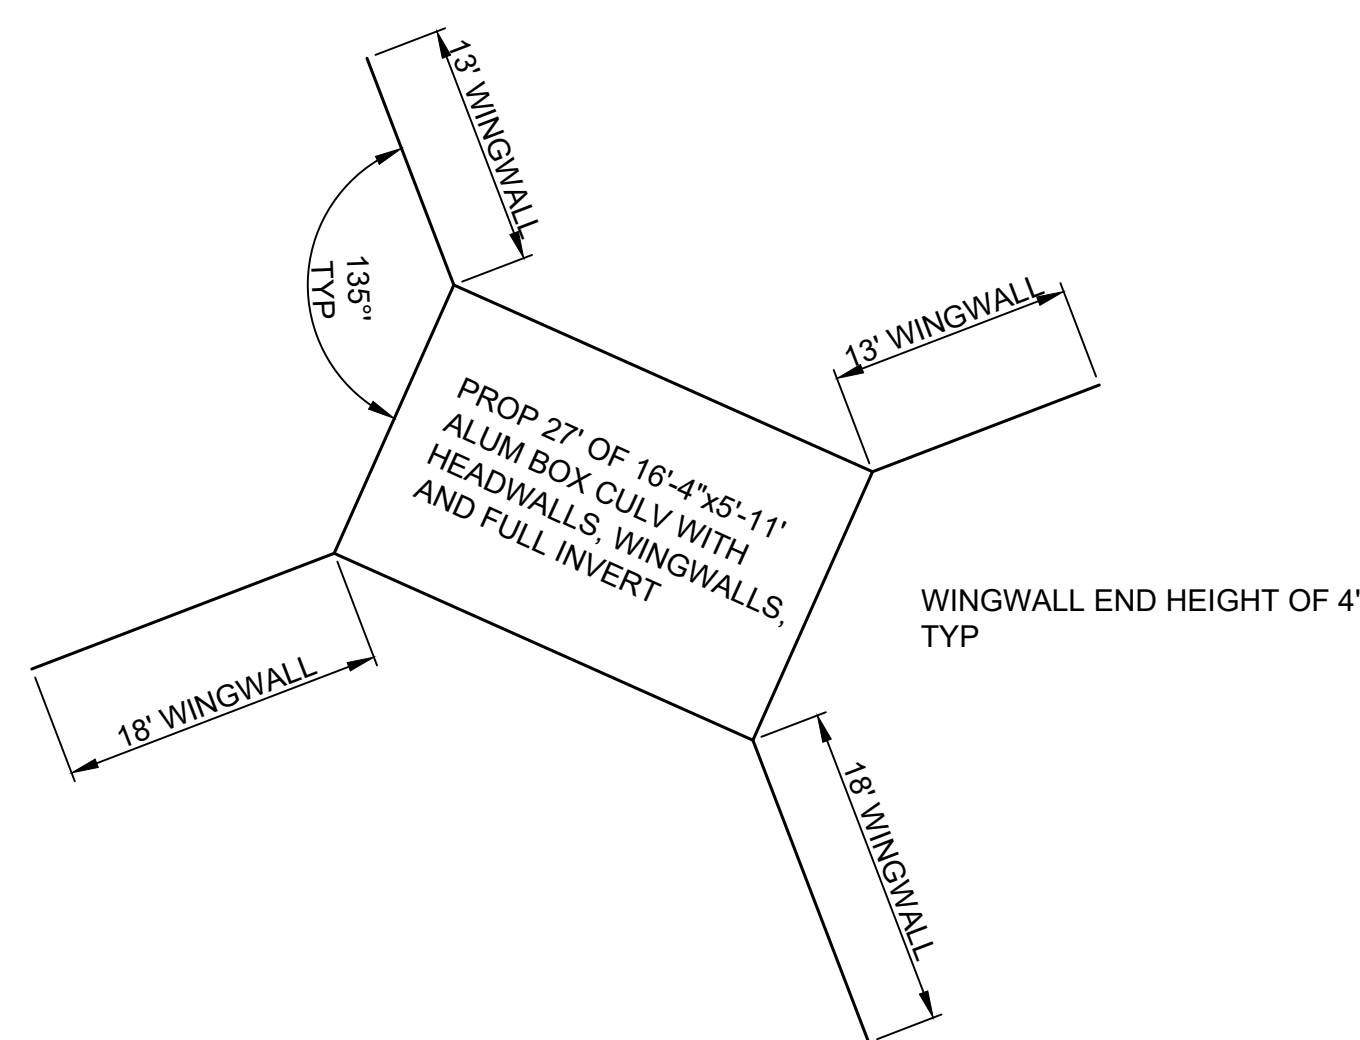 13' WINGWALL
135°'
TYP
13' WINGWALL
PROP 27' OF 16'-4"x5'-11'
ALUM BOX CULV WITH
HEADWALLS, WINGWALLS,
AND FULL INVERT
WINGWALL END HEIGHT OF 4'
TYP
18' WINGWALL
18' WINGWALL